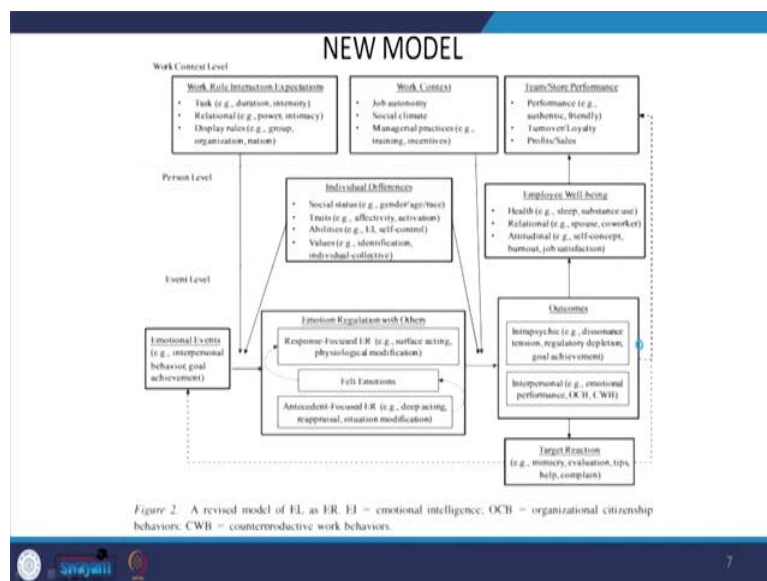 NEW MODEL
Work Context Level
Work Role Interaction Expectations
• Task (e.g., duration, intensity)
• Relational (e.g., power, intimacy)
• Display rules (e.g., group,
organization, nation)
Work Context
• Job autonomy
• Social climate
• Managerial practices (e.g.,
training, incentives)
Team/Store Performance
• Performance (e.g.,
authentic, friendly)
• Turnover/Loyalty
• Profits/Sales
Person Level
Individual Differences
• Social status (e.g., gender/age/race)
• Traits (e.g., affectivity, activation)
• Abilities (e.g., EI, self-control)
• Values (e.g., identification,
individual-collective)
Employee Well-being
• Health (e.g., sleep, substance use)
• Relational (e.g., spouse, coworker)
• Attitudinal (e.g., self-concept,
burnout, job satisfaction)
Event Level
Emotional Events
(e.g., interpersonal
behavior, goal
achievement)
Emotion Regulation with Others
Response-Focused ER (e.g., surface acting,
physiological modification)
Felt Emotions
Antecedent-Focused ER (e.g., deep acting,
reappraisal, situation modification)
Outcomes
Intrapsychic (e.g., dissonance
tension, regulatory depletion,
goal achievement)
Interpersonal (e.g., emotional
performance, OCB, CWB)
Target Reaction
(e.g., mimicry, evaluation, tips,
help, complain)
Figure 2. A revised model of EL as ER. EI = emotional intelligence; OCB = organizational citizenship
behaviors; CWB = counterproductive work behaviors.
swayam
7